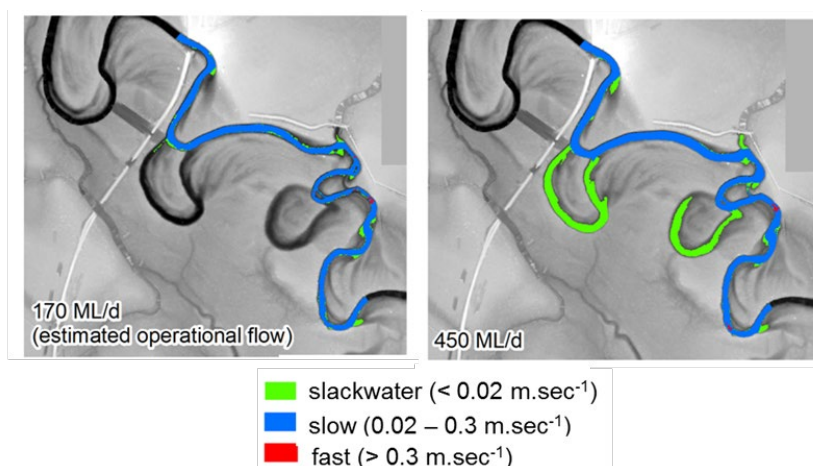 170 ML/d
(estimated operational flow)
450 ML/d
slackwater (< 0.02 m.sec⁻¹)
slow (0.02 – 0.3 m.sec⁻¹)
fast (> 0.3 m.sec⁻¹)